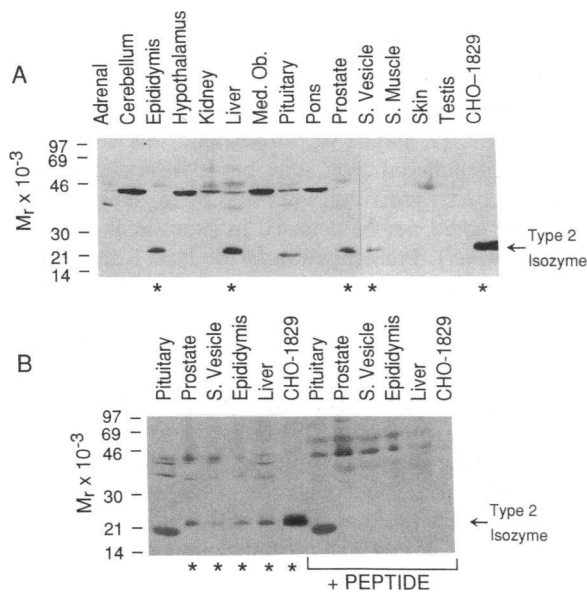 A
Adrenal
Cerebellum
Epididymis
Hypothalamus
Kidney
Liver
Med. Ob.
Pituitary
Pons
Prostate
S. Vesicle
S. Muscle
Skin
Testis
CHO-1829
Mr x 10-3
97 –
69 –
46 –
30 –
21 –
14 –
← Type 2
Isozyme
* * * * *
B
Pituitary
Prostate
S. Vesicle
Epididymis
Liver
CHO-1829
Pituitary
Prostate
S. Vesicle
Epididymis
Liver
CHO-1829
Mr x 10-3
97 –
69 –
46 –
30 –
21 –
14 –
← Type 2
Isozyme
* * * * *
+ PEPTIDE